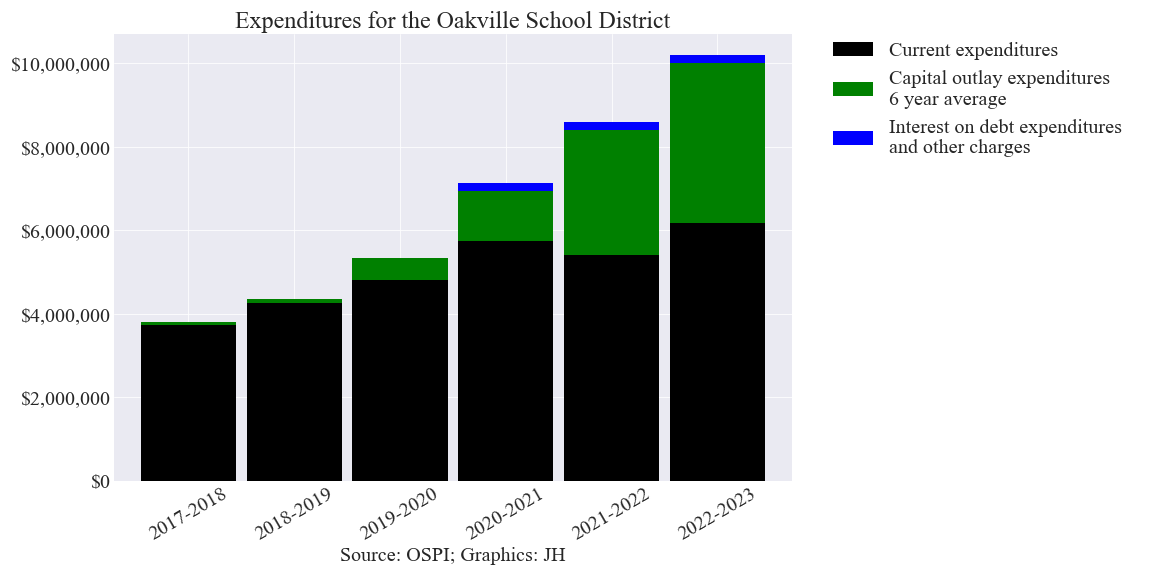 Expenditures for the Oakville School District
$10,000,000
$8,000,000
$6,000,000
$4,000,000
$2,000,000
$0
2017-2018
2018-2019
2019-2020
2020-2021
2021-2022
2022-2023
Source: OSPI; Graphics: JH
Current expenditures
Capital outlay expenditures
6 year average
Interest on debt expenditures
and other charges